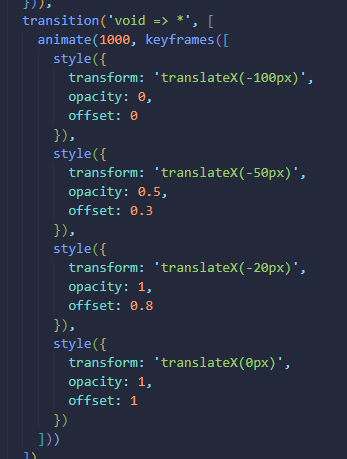 })),
transition('void => *', [
  animate(1000, keyframes([
    style({
      transform: 'translateX(-100px)',
      opacity: 0,
      offset: 0
    }),
    style({
      transform: 'translateX(-50px)',
      opacity: 0.5,
      offset: 0.3
    }),
    style({
      transform: 'translateX(-20px)',
      opacity: 1,
      offset: 0.8
    }),
    style({
      transform: 'translateX(0px)',
      opacity: 1,
      offset: 1
    })
  ]))
])